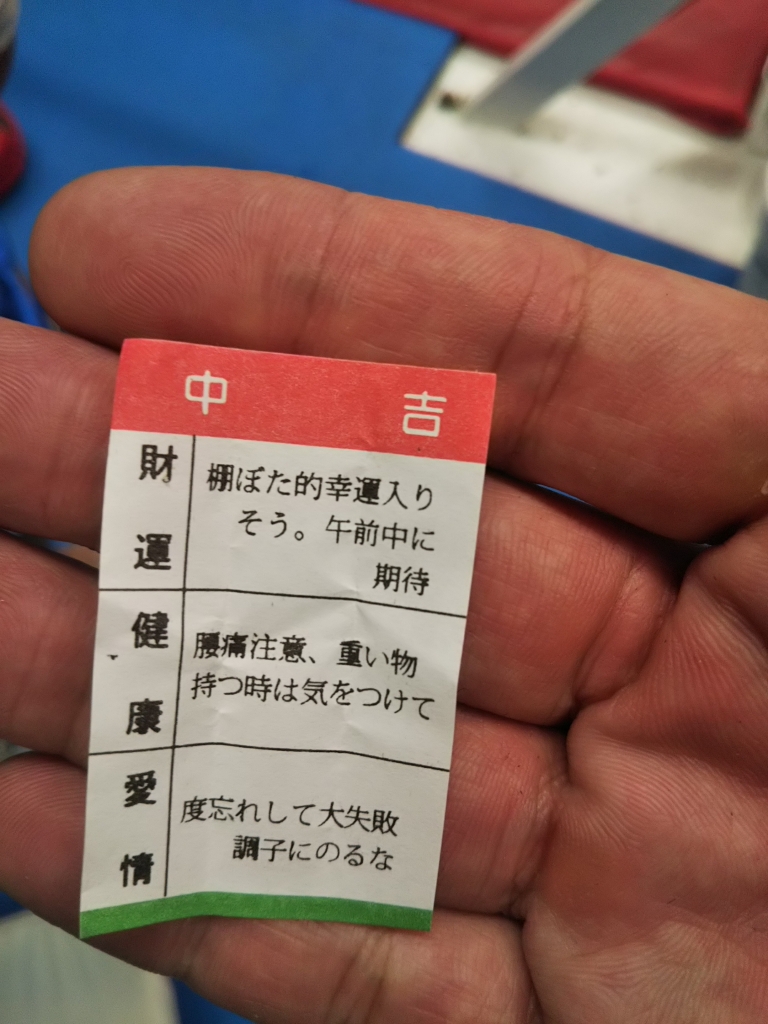 中吉
財運
棚ぼた的幸運入り
そう。午前中に
期待
健康
腰痛注意、重い物
持つ時は気をつけて
愛情
度忘れして大失敗
調子にのるな